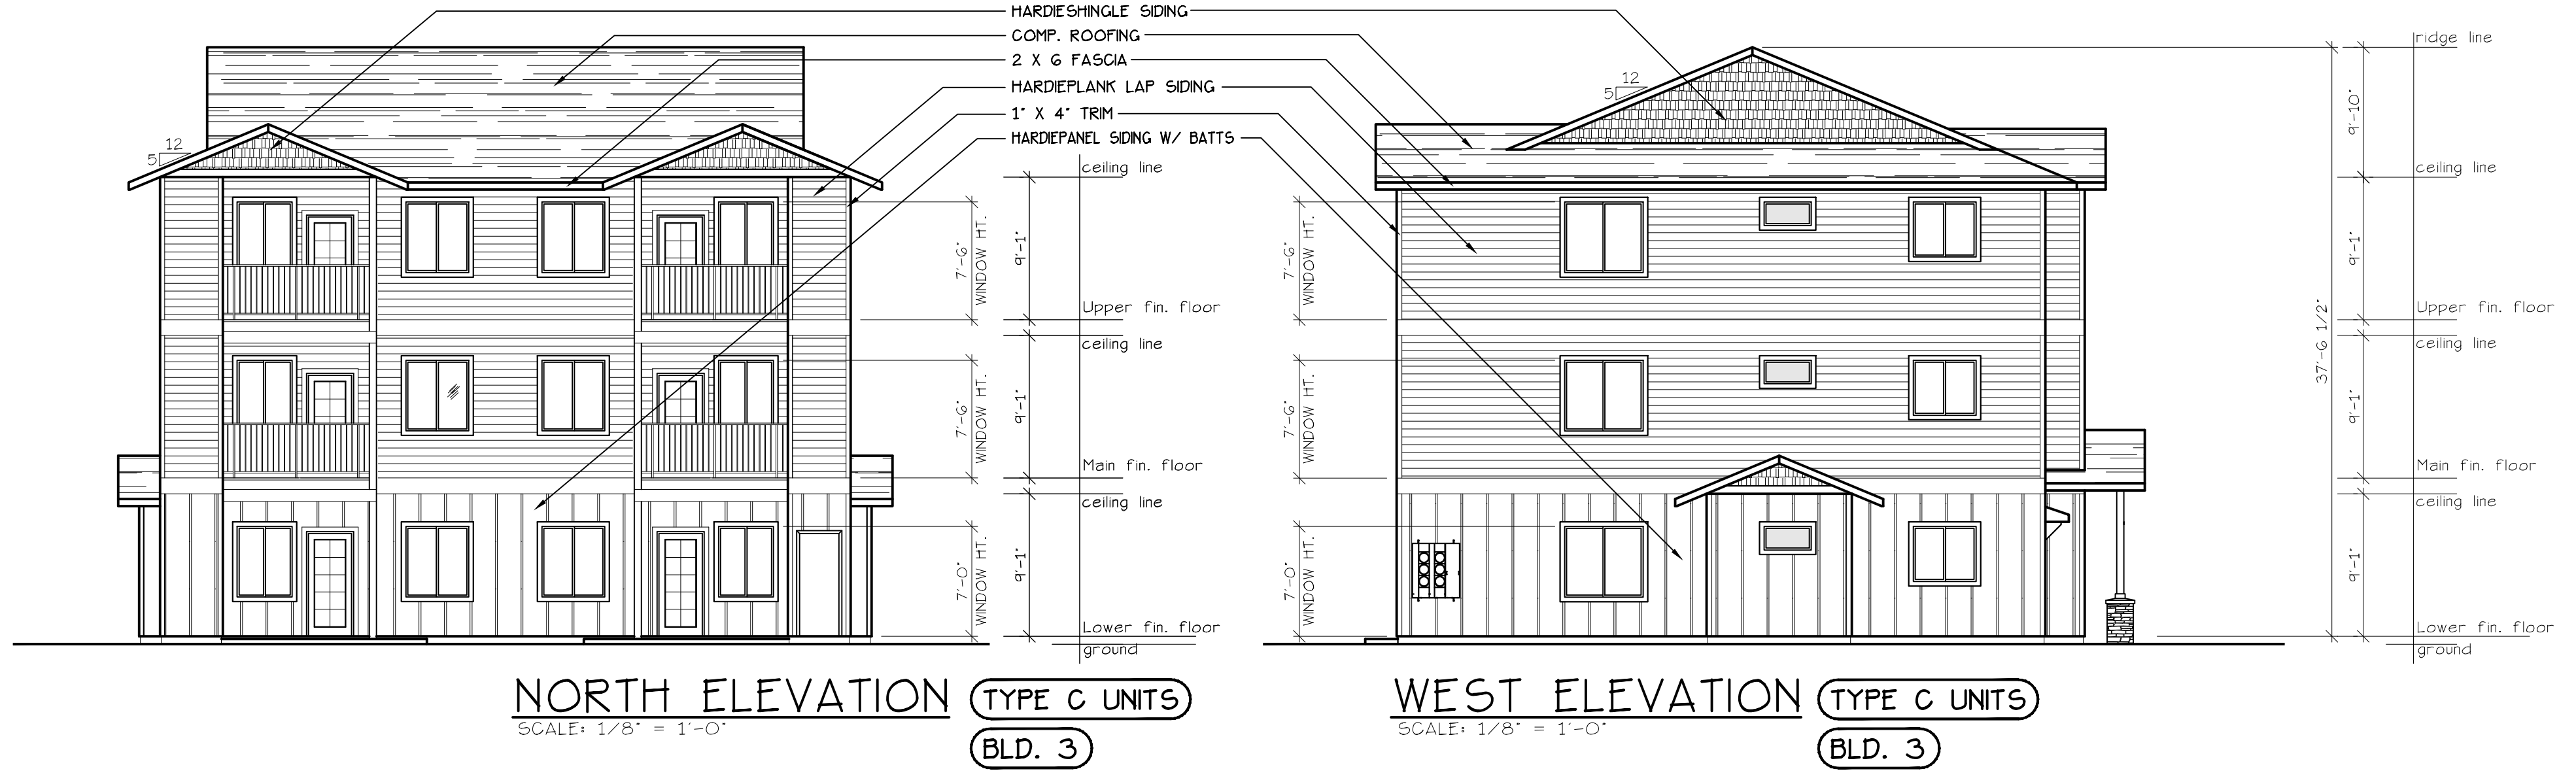 HARDIESHINGLE SIDING
COMP. ROOFING
2 X 6 FASCIA
HARDIEPLANK LAP SIDING
1" X 4" TRIM
HARDIEPANEL SIDING W/ BATTS
12
5
7'-6"
WINDOW HT.
7'-6"
WINDOW HT.
7'-0"
WINDOW HT.
9'-1"
9'-1"
9'-1"
ceiling line
Upper fin. floor
ceiling line
Main fin. floor
ceiling line
Lower fin. floor
ground
NORTH ELEVATION
SCALE: 1/8" = 1'-0"
TYPE C UNITS
BLD. 3
12
5
7'-6"
WINDOW HT.
7'-6"
WINDOW HT.
7'-0"
WINDOW HT.
37'-6 1/2"
9'-10"
9'-1"
9'-1"
9'-1"
ridge line
ceiling line
Upper fin. floor
ceiling line
Main fin. floor
ceiling line
Lower fin. floor
ground
WEST ELEVATION
SCALE: 1/8" = 1'-0"
TYPE C UNITS
BLD. 3